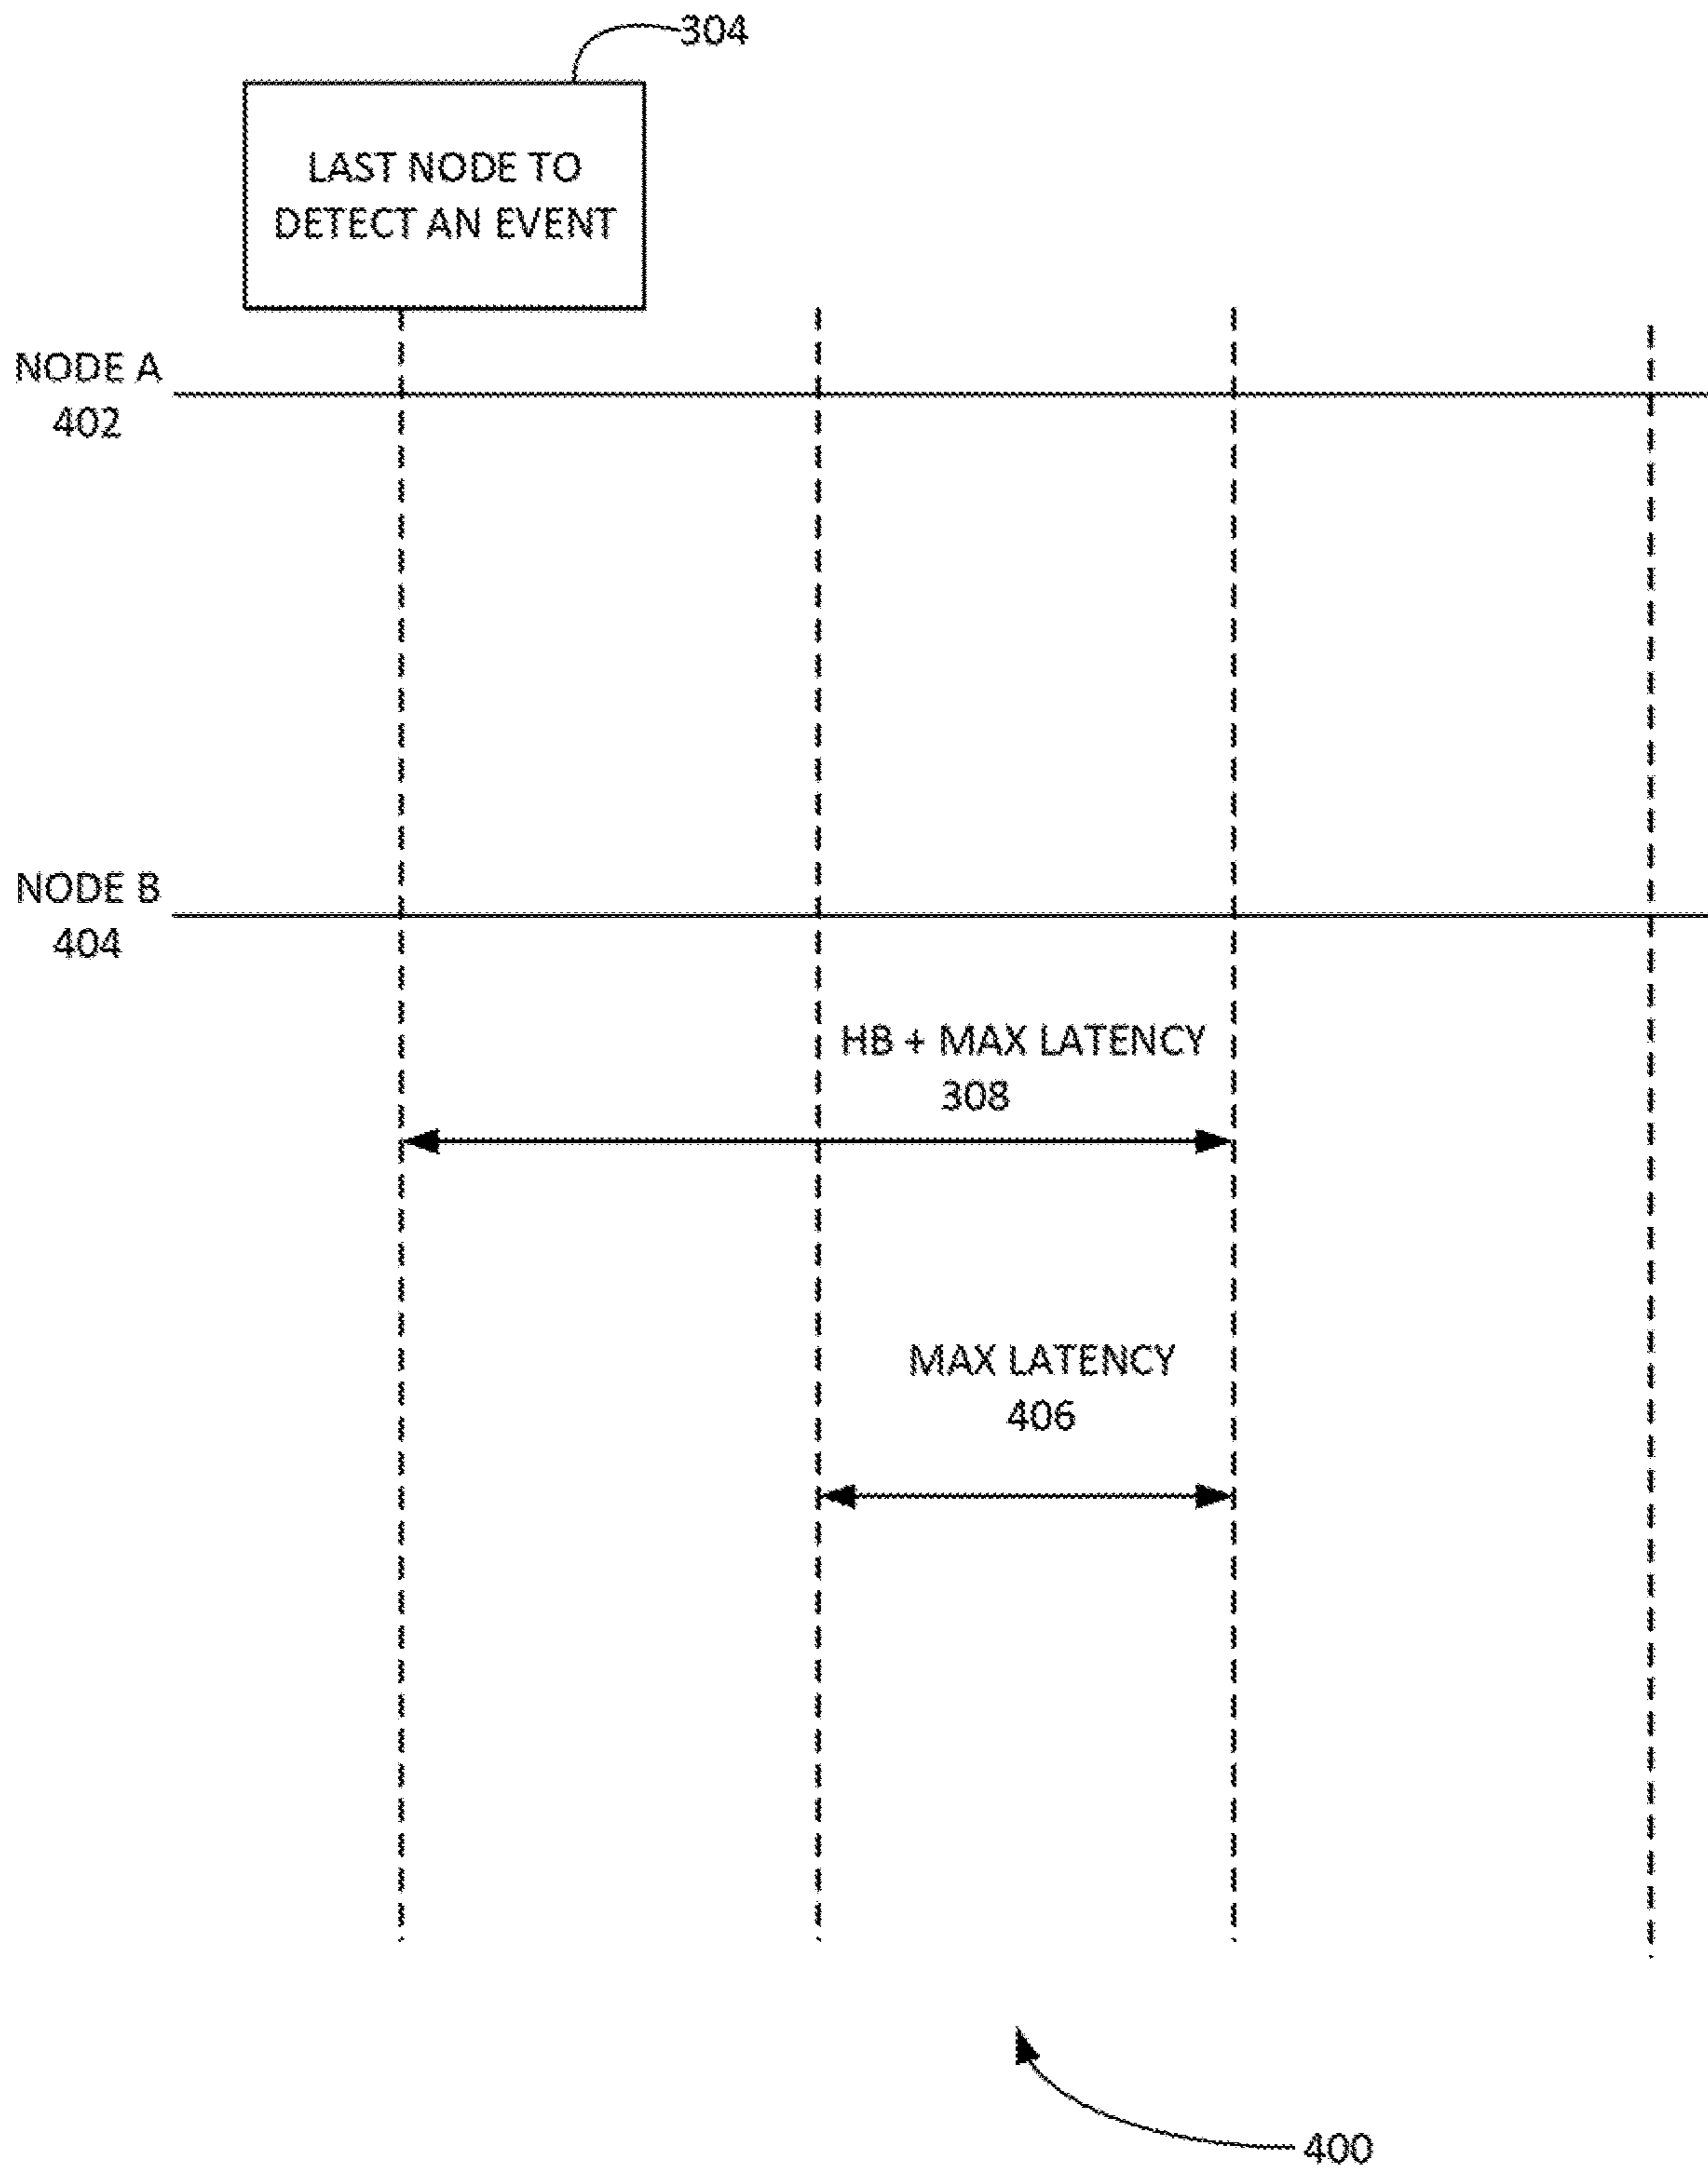 304
LAST NODE TO
DETECT AN EVENT
NODE A
402
NODE B
404
HB + MAX LATENCY
308
MAX LATENCY
406
400